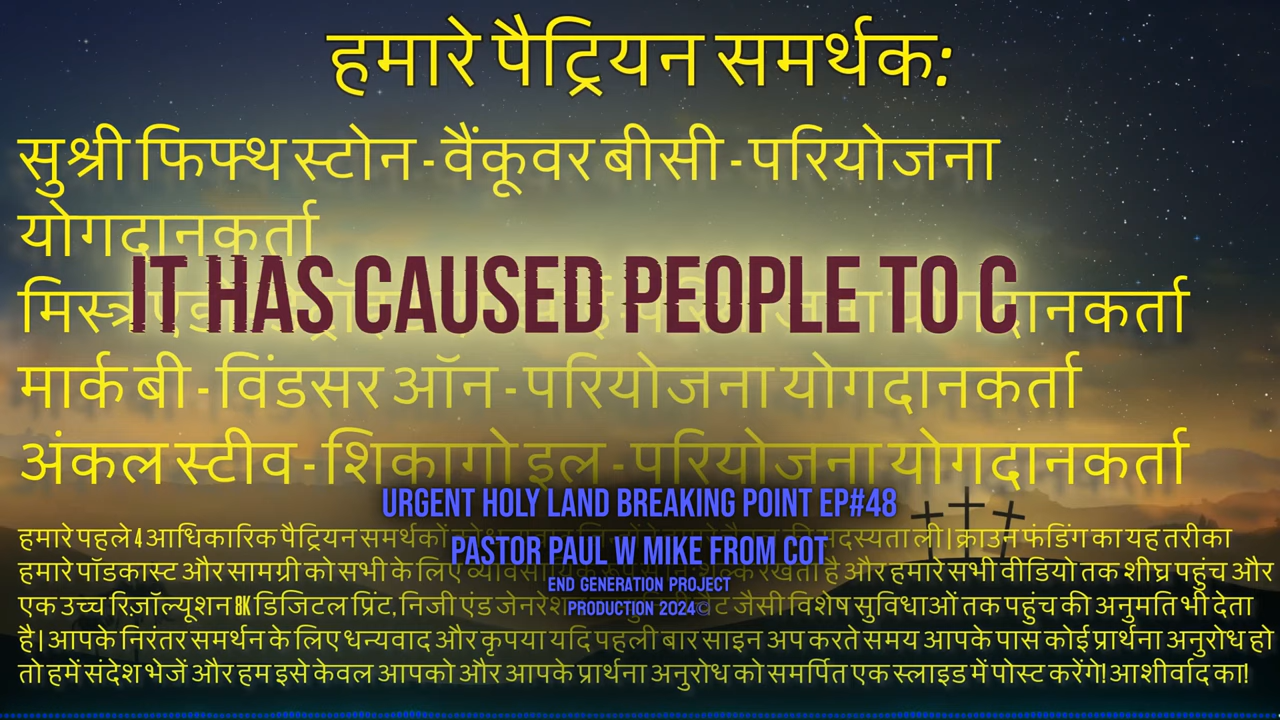 हमारे पैट्रियन समर्थक:
सुश्री फिफ्थ स्टोन - वैंकूवर बीसी - परियोजना
योगदानकर्ता
IT HAS CAUSED PEOPLE TO C
मिस्त्र योगदानकर्ता
मार्क बी - विंडसर ऑन - परियोजना योगदानकर्ता
अंकल स्टीव - शिकागो इल - परियोजना योगदानकर्ता
URGENT HOLY LAND BREAKING POINT EP#48
हमारे पहले 4 आधिकारिक पैट्रियन समर्थकों सदस्यता ली। क्राउन फंडिंग का यह तरीका
PASTOR PAUL W MIKE FROM COT
हमारे पॉडकास्ट और सामग्री को सभी के लिए है और हमारे सभी वीडियो तक शीघ्र पहुंच और
END GENERATION PROJECT
एक उच्च रिज़ॉल्यूशन 8K डिजिटल प्रिंट, निजी एंड जेनरेशन जैसी विशेष सुविधाओं तक पहुंच की अनुमति भी देता
PRODUCTION 2024©
है। आपके निरंतर समर्थन के लिए धन्यवाद और कृपया यदि पहली बार साइन अप करते समय आपके पास कोई प्रार्थना अनुरोध हो
तो हमें संदेश भेजें और हम इसे केवल आपको और आपके प्रार्थना अनुरोध को समर्पित एक स्लाइड में पोस्ट करेंगे! आशीर्वाद का!